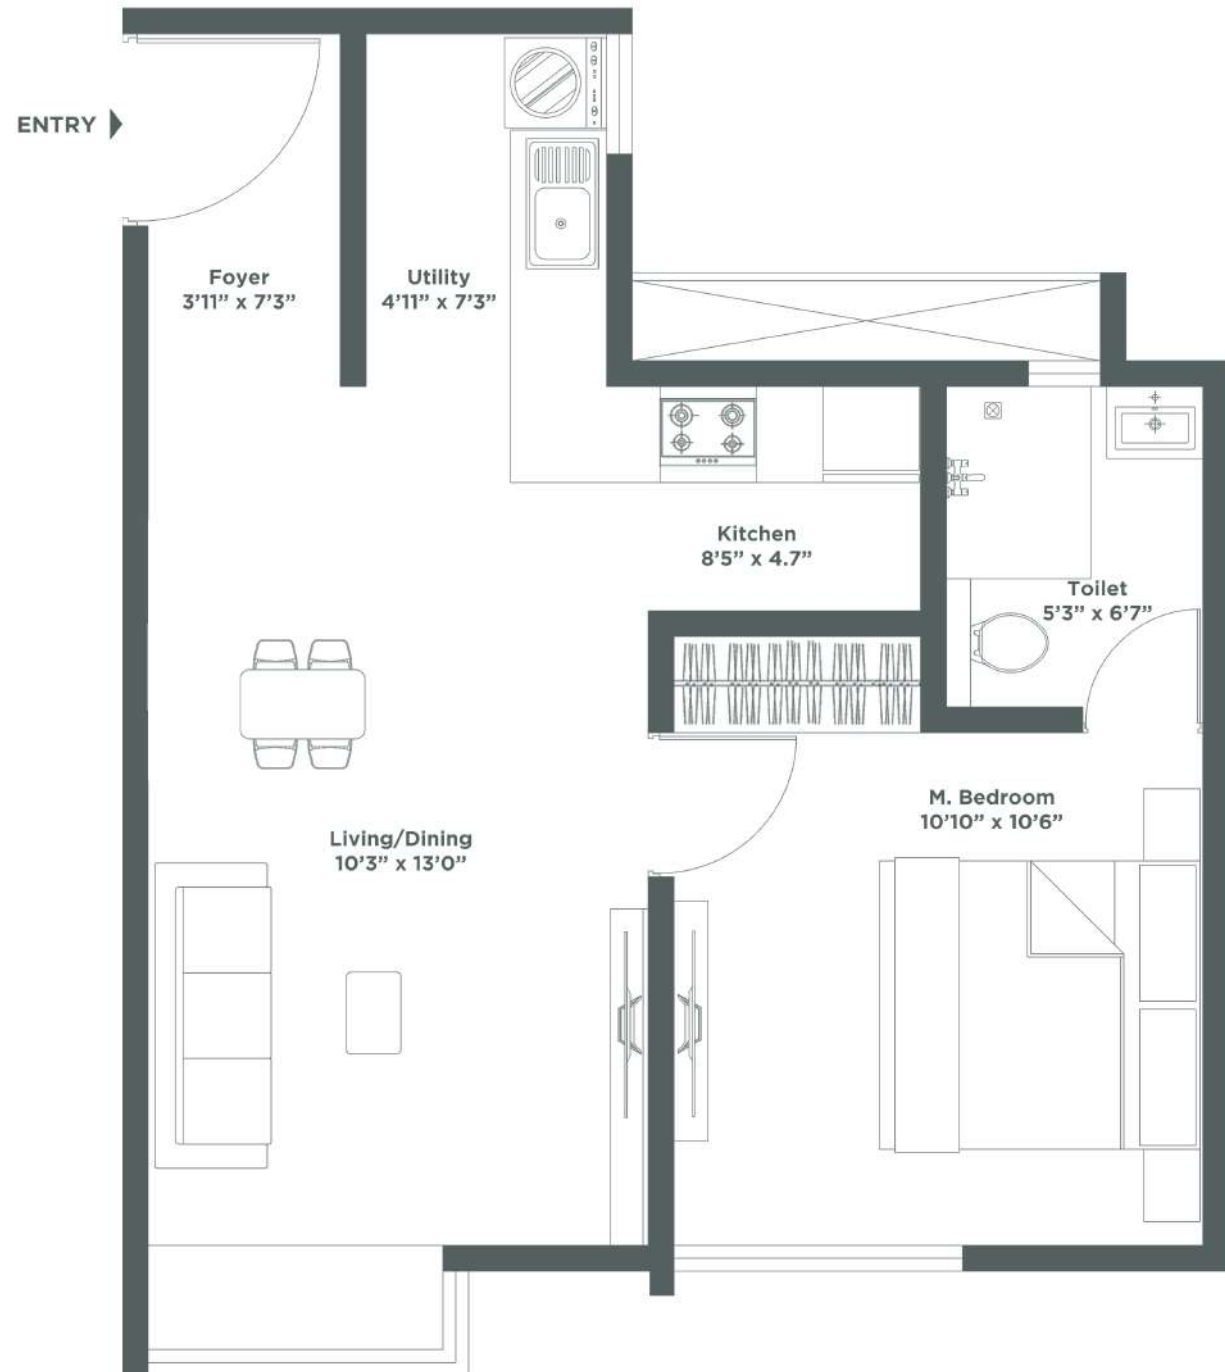 ENTRY
Foyer
3’11” x 7’3”
Utility
4’11” x 7’3”
Kitchen
8’5” x 4.7”
Toilet
5’3” x 6’7”
M. Bedroom
10’10” x 10’6”
Living/Dining
10’3” x 13’0”